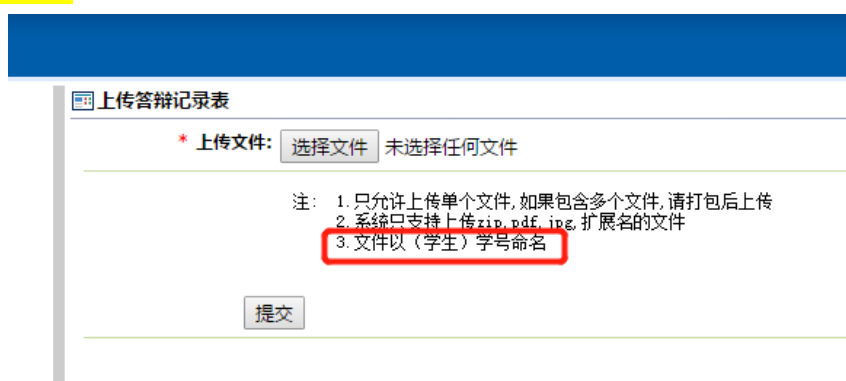 上传答辩记录表
* 上传文件: 选择文件 未选择任何文件
注: 1.只允许上传单个文件,如果包含多个文件,请打包后上传
2.系统只支持上传zip,pdf,jpg,扩展名的文件
3.文件以（学生）学号命名
提交